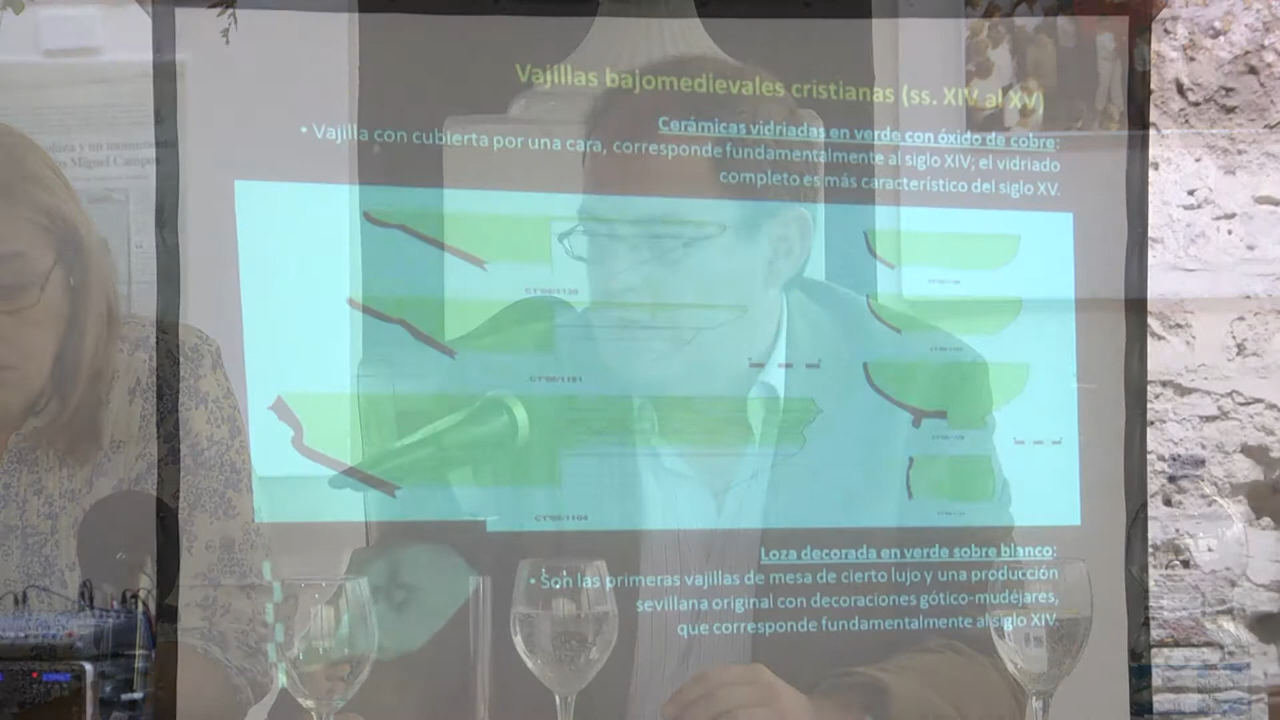 Vajillas bajomedievales cristianas (ss. XIV al XV)
Cerámicas vidriadas en verde con óxido de cobre:
• Vajilla con cubierta por una cara, corresponde fundamentalmente al siglo XIV; el vidriado
completo es más característico del siglo XV.
Miguel Campos
Loza decorada en verde sobre blanco:
• Son las primeras vajillas de mesa de cierto lujo y una producción
sevillana original con decoraciones gótico-mudéjares,
que corresponde fundamentalmente al siglo XIV.